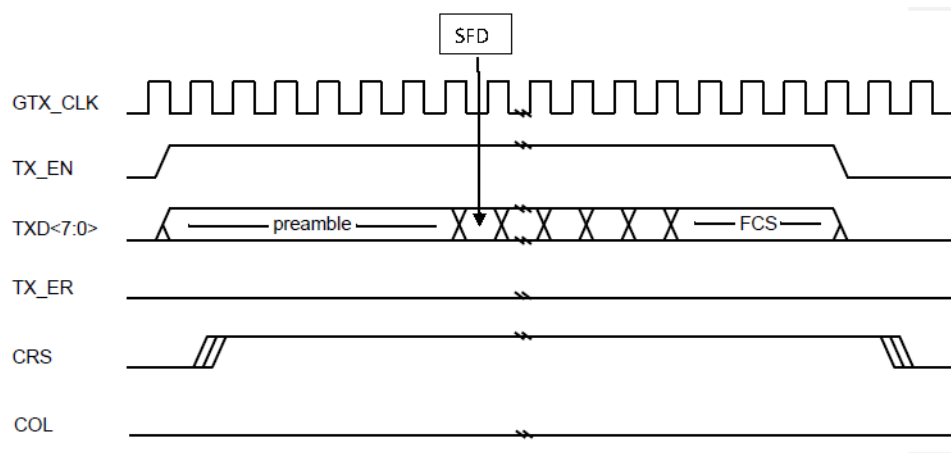 SFD
GTX_CLK
TX_EN
TXD<7:0>
preamble
FCS
TX_ER
CRS
COL